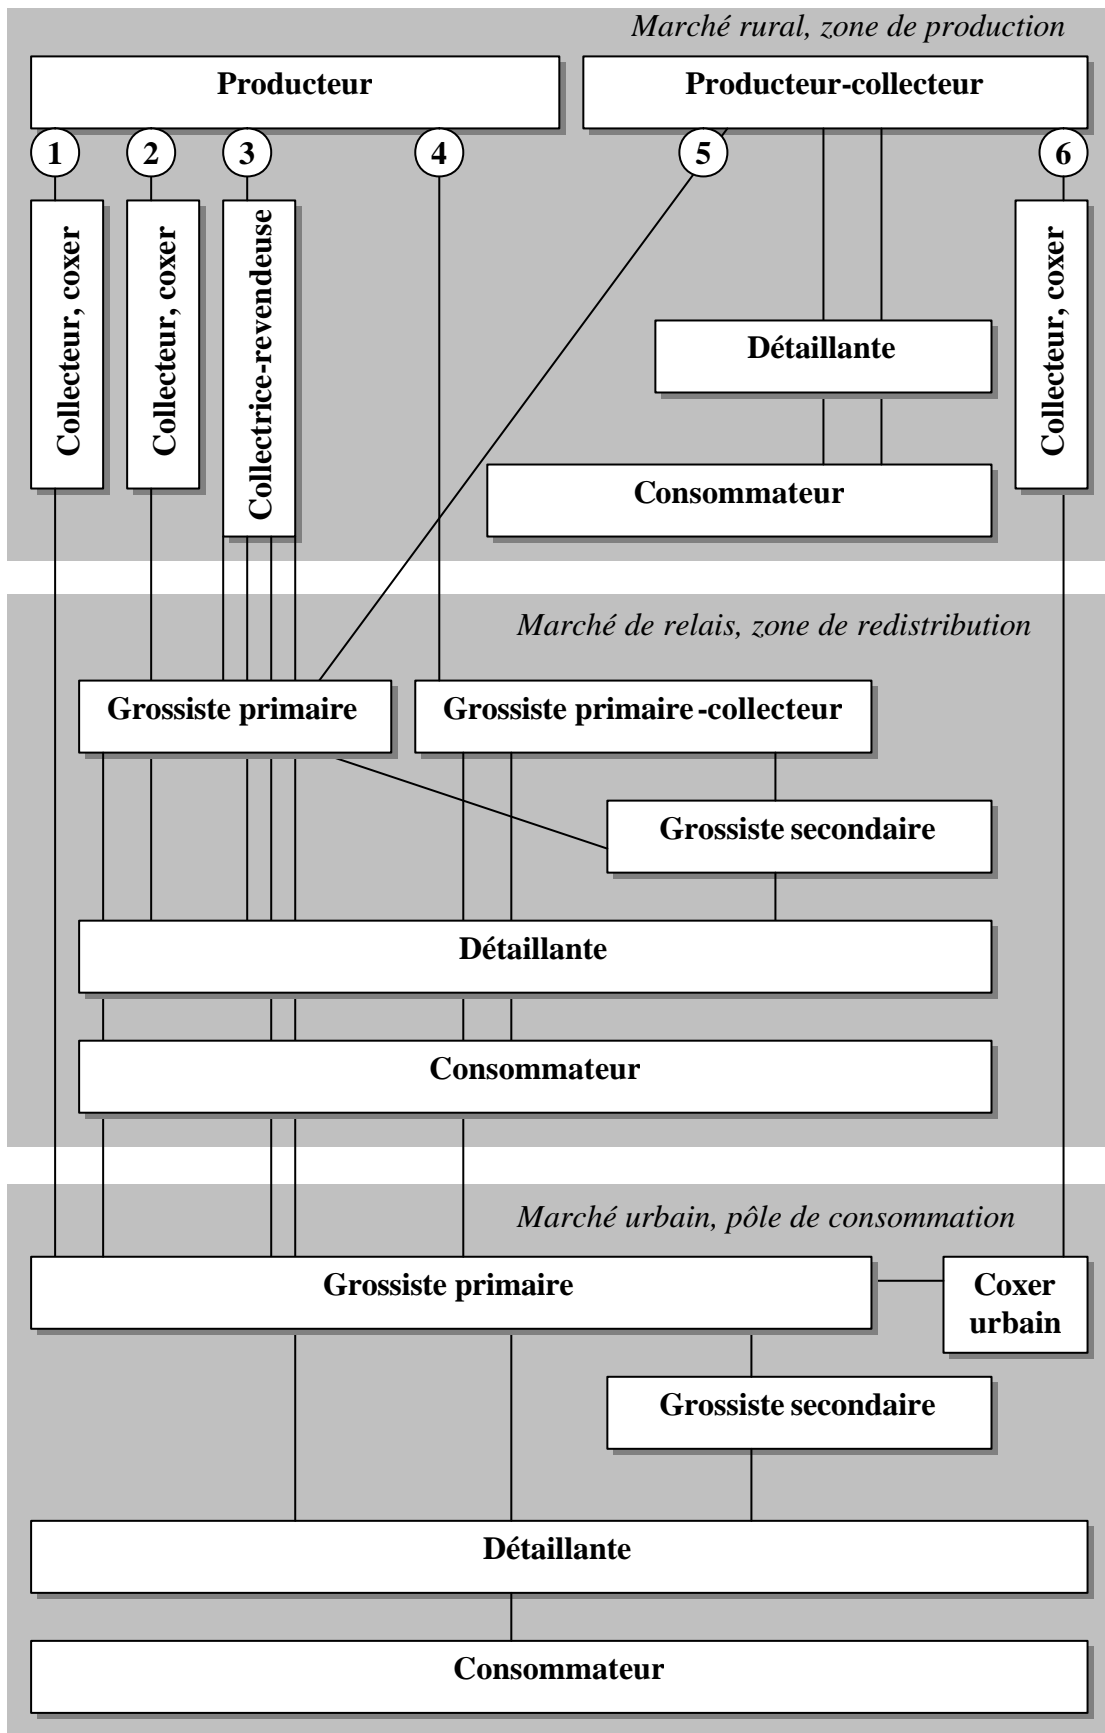 Marché rural, zone de production
Producteur
Producteur-collecteur
1
2
3
4
5
6
Collecteur, coxer
Collecteur, coxer
Collectrice-revendeuse
Collecteur, coxer
Détaillante
Consommateur
Marché de relais, zone de redistribution
Grossiste primaire
Grossiste primaire-collecteur
Grossiste secondaire
Détaillante
Consommateur
Marché urbain, pôle de consommation
Grossiste primaire
Coxer
urbain
Grossiste secondaire
Détaillante
Consommateur